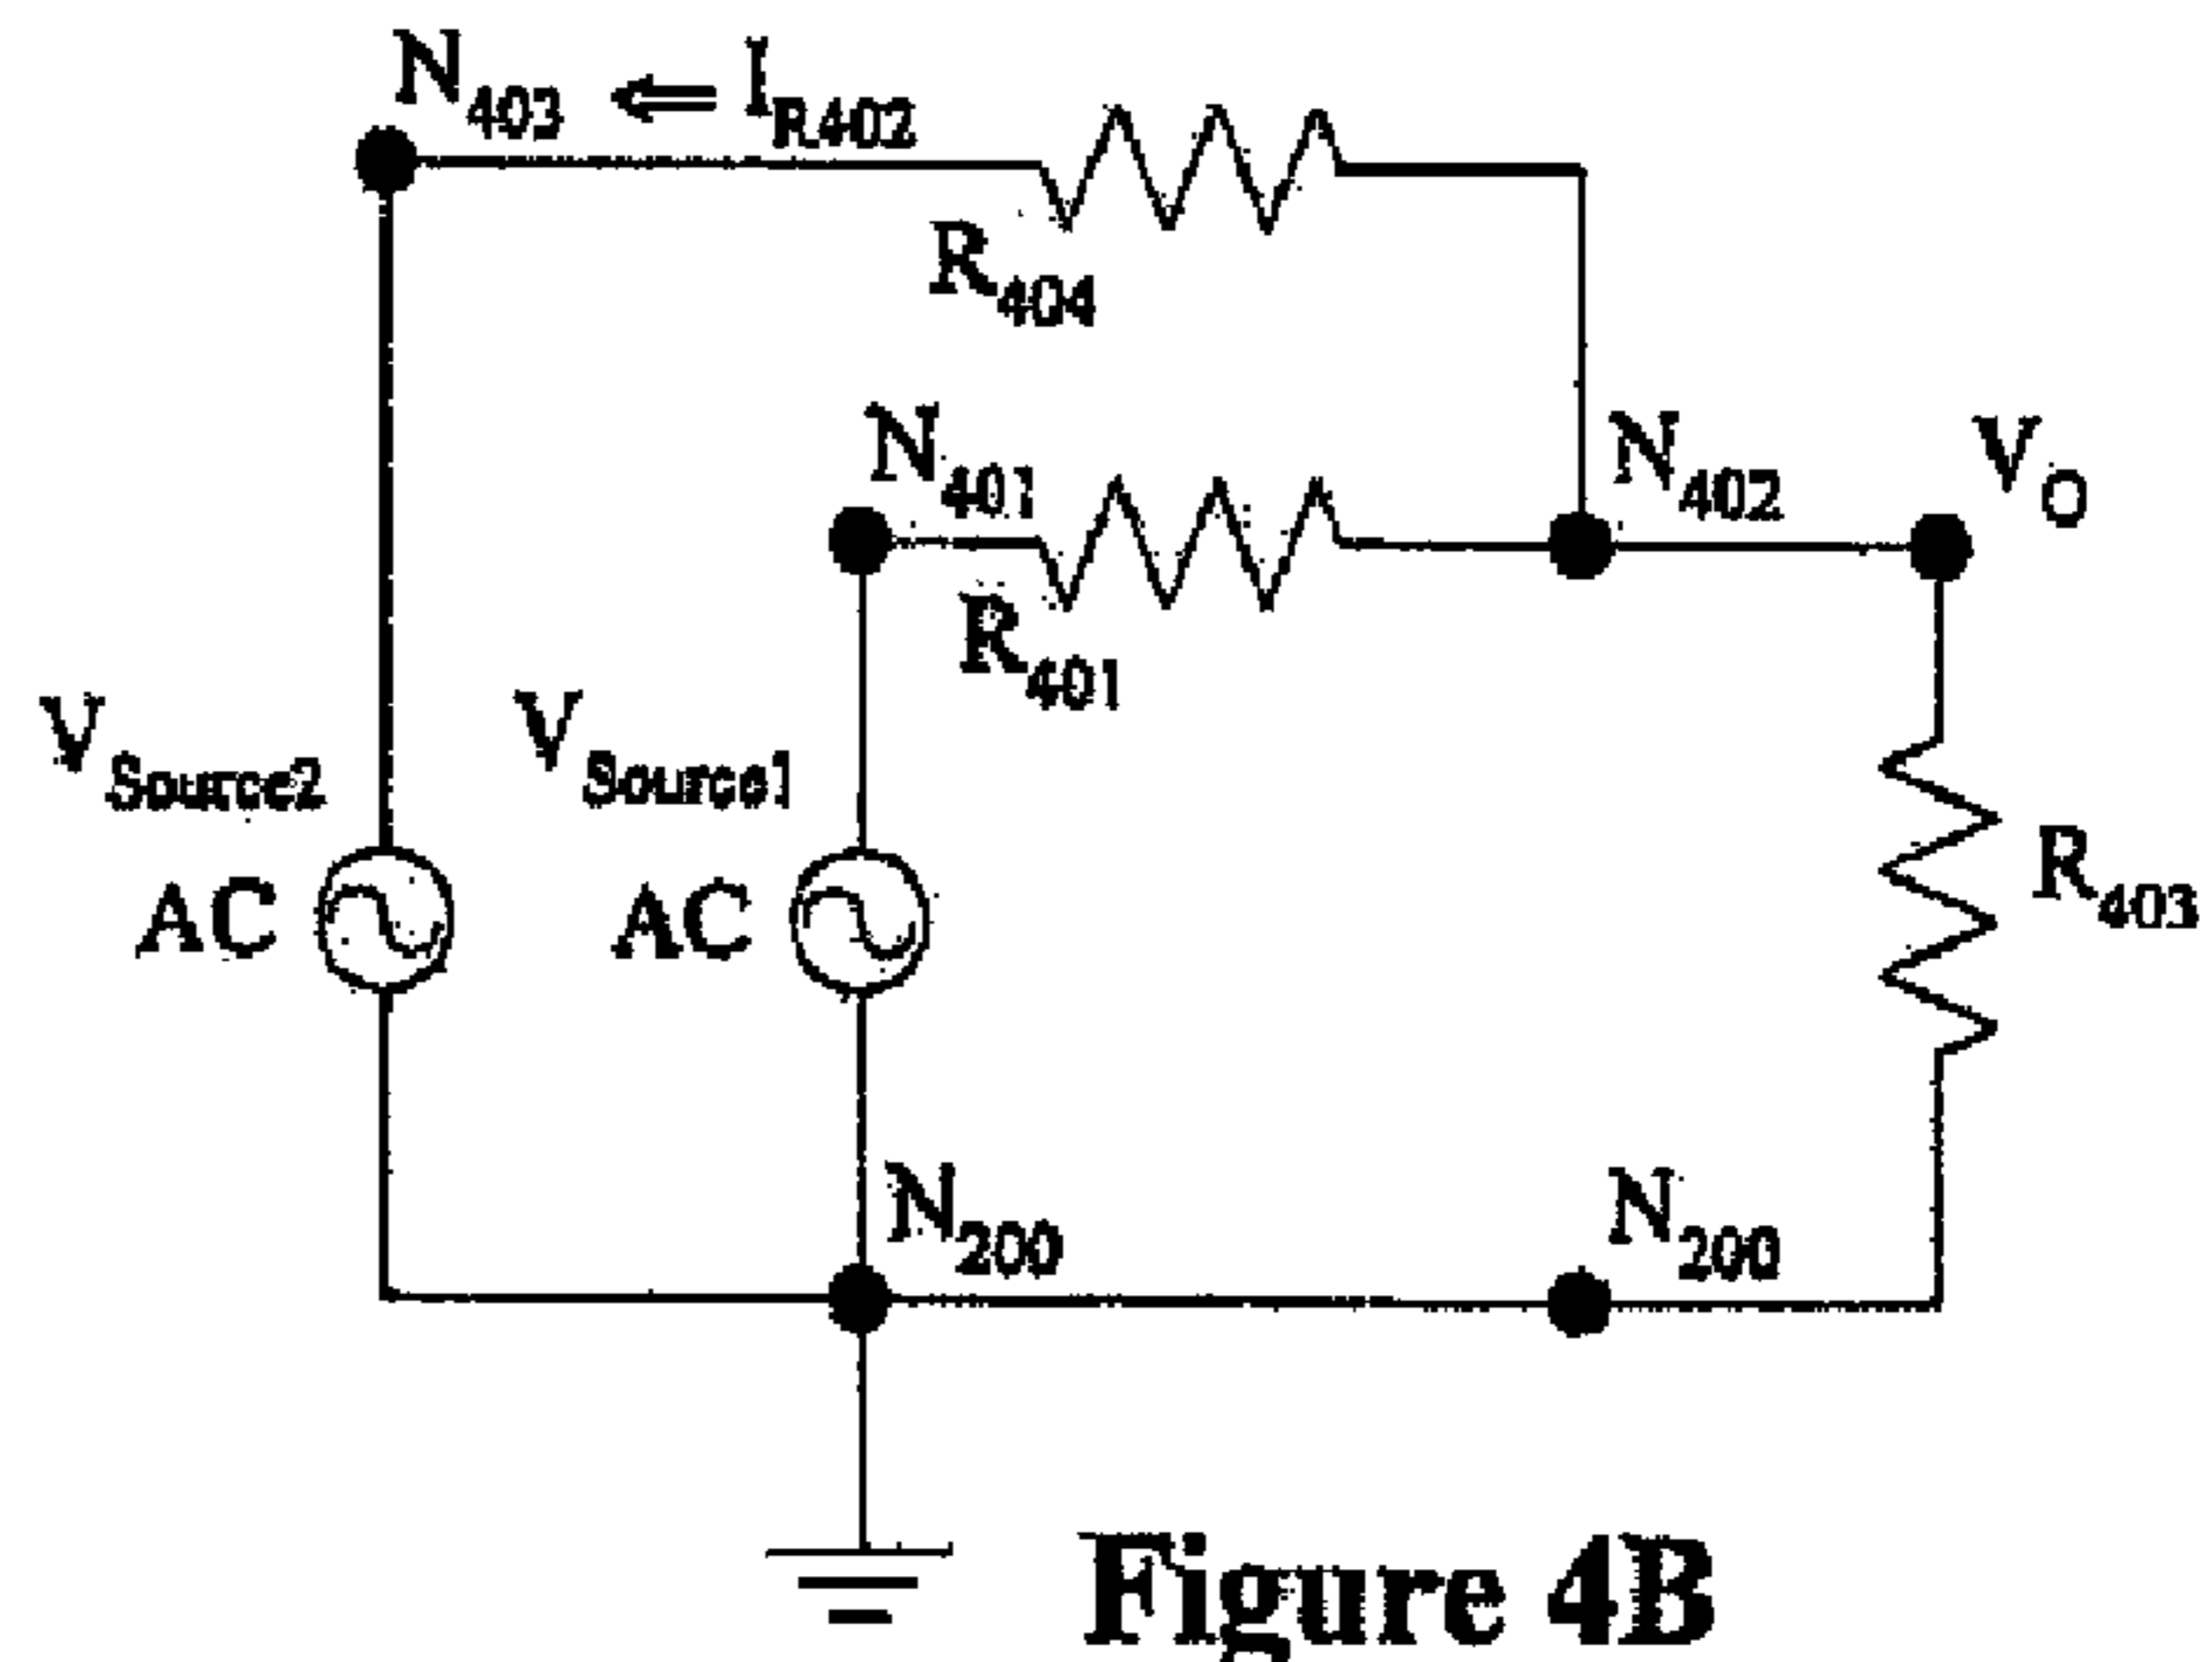 N403 ⇐ IR402
R404
N401
N402
VO
R401
VSource2
VSource1
R403
AC
AC
N200
N200
Figure 4B